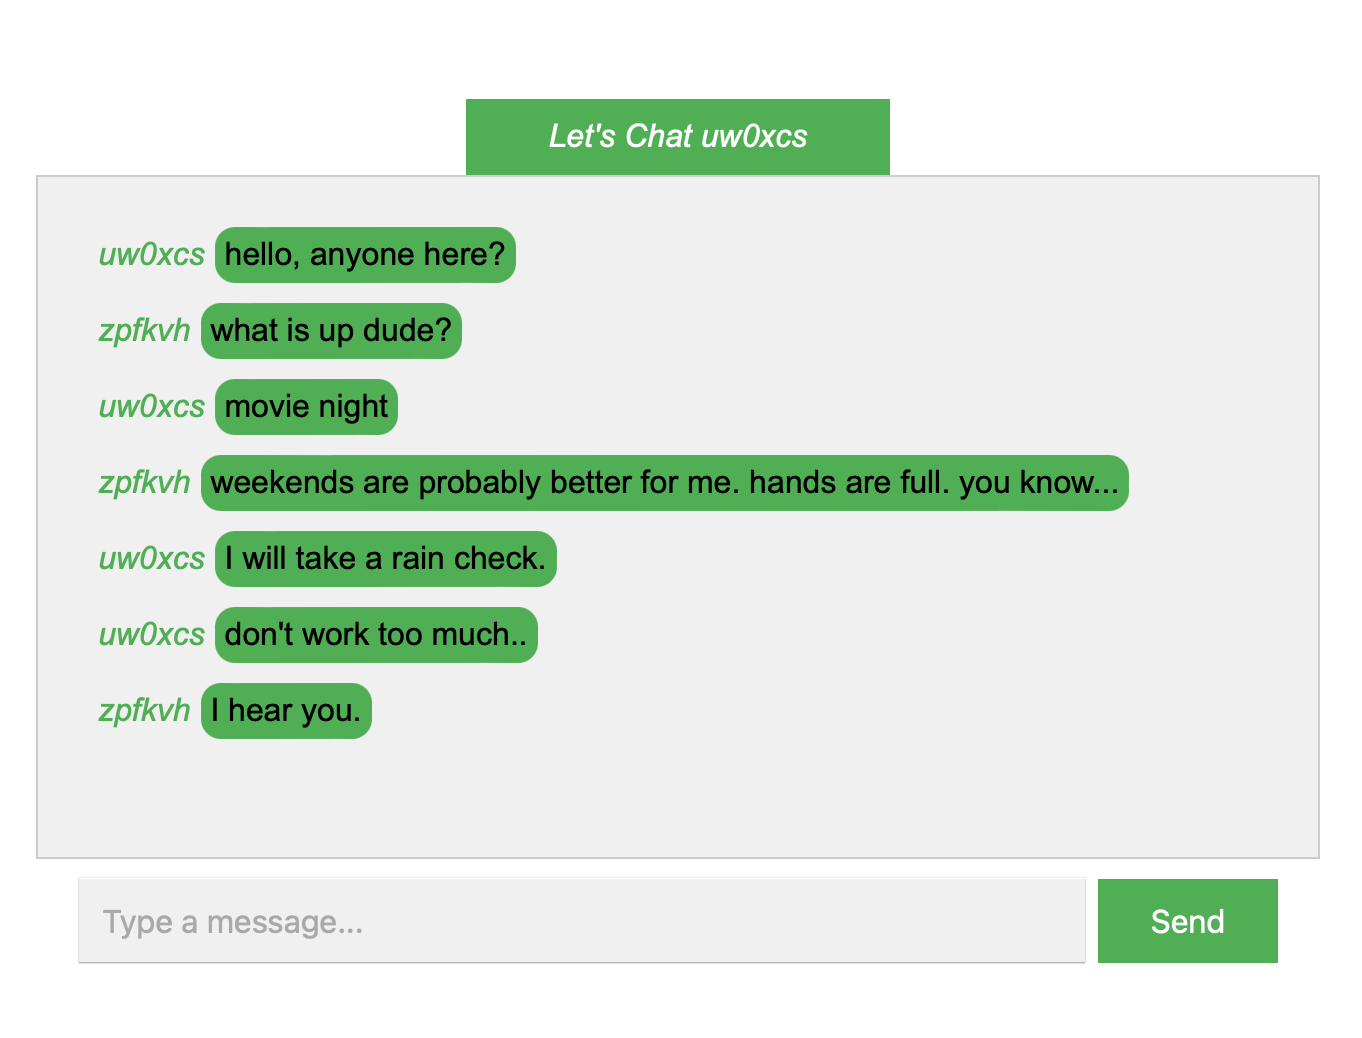 Let's Chat uw0xcs
uw0xcs hello, anyone here?
zpfkvh what is up dude?
uw0xcs movie night
zpfkvh weekends are probably better for me. hands are full. you know...
uw0xcs I will take a rain check.
uw0xcs don't work too much..
zpfkvh I hear you.
Type a message...
Send